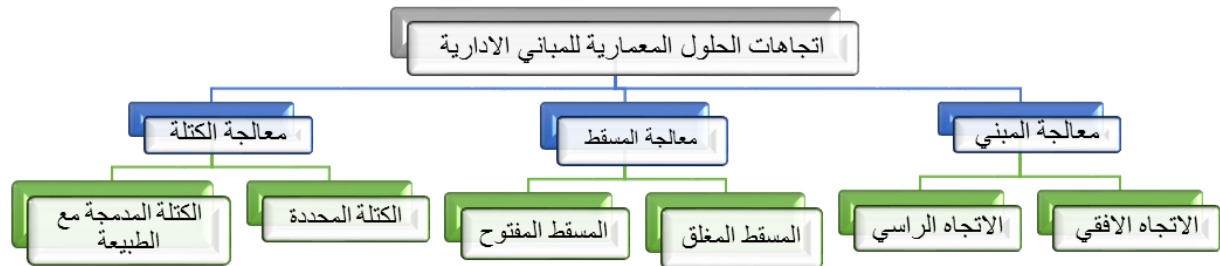 اتجاهات الحلول المعمارية للمباني الادارية
معالجة المبني
معالجة المسقط
معالجة الكتلة
الاتجاه الافقي
الاتجاه الراسي
المسقط المغلق
المسقط المفتوح
الكتلة المحددة
الكتلة المدمجة مع
الطبيعة